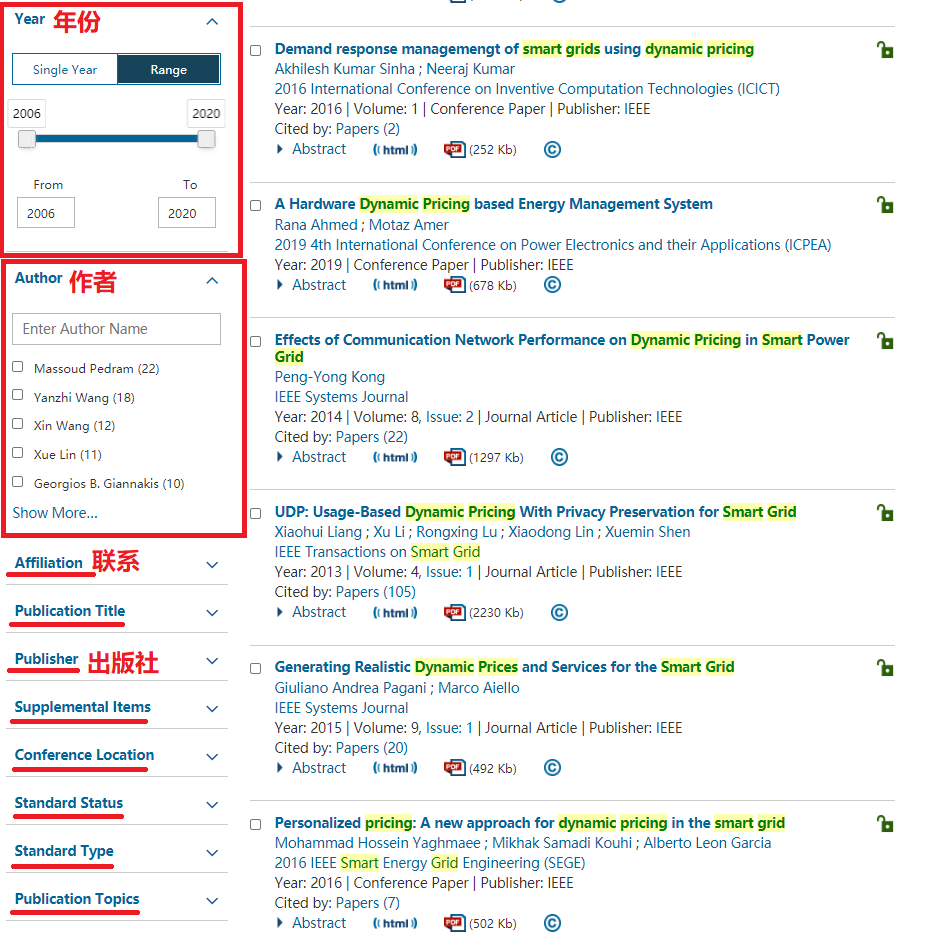 Year 年份
Single Year Range
2006 2020
From To
2006 2020
Author 作者
Enter Author Name
Massoud Pedram (22)
Yanzhi Wang (18)
Xin Wang (12)
Xue Lin (11)
Georgios B. Giannakis (10)
Show More...
Affiliation 联系
Publication Title
Publisher 出版社
Supplemental Items
Conference Location
Standard Status
Standard Type
Publication Topics
Demand response managemengt of smart grids using dynamic pricing
Akhilesh Kumar Sinha ; Neeraj Kumar
2016 International Conference on Inventive Computation Technologies (ICICT)
Year: 2016 | Volume: 1 | Conference Paper | Publisher: IEEE
Cited by: Papers (2)
Abstract ((html)) PDF (252 Kb) ©
A Hardware Dynamic Pricing based Energy Management System
Rana Ahmed ; Motaz Amer
2019 4th International Conference on Power Electronics and their Applications (ICPEA)
Year: 2019 | Conference Paper | Publisher: IEEE
Abstract ((html)) PDF (678 Kb) ©
Effects of Communication Network Performance on Dynamic Pricing in Smart Power
Grid
Peng-Yong Kong
IEEE Systems Journal
Year: 2014 | Volume: 8, Issue: 2 | Journal Article | Publisher: IEEE
Cited by: Papers (22)
Abstract ((html)) PDF (1297 Kb) ©
UDP: Usage-Based Dynamic Pricing With Privacy Preservation for Smart Grid
Xiaohui Liang ; Xu Li ; Rongxing Lu ; Xiaodong Lin ; Xuemin Shen
IEEE Transactions on Smart Grid
Year: 2013 | Volume: 4, Issue: 1 | Journal Article | Publisher: IEEE
Cited by: Papers (105)
Abstract ((html)) PDF (2230 Kb) ©
Generating Realistic Dynamic Prices and Services for the Smart Grid
Giuliano Andrea Pagani ; Marco Aiello
IEEE Systems Journal
Year: 2015 | Volume: 9, Issue: 1 | Journal Article | Publisher: IEEE
Cited by: Papers (20)
Abstract ((html)) PDF (492 Kb) ©
Personalized pricing: A new approach for dynamic pricing in the smart grid
Mohammad Hossein Yaghmaee ; Mikhak Samadi Kouhi ; Alberto Leon Garcia
2016 IEEE Smart Energy Grid Engineering (SEGE)
Year: 2016 | Conference Paper | Publisher: IEEE
Cited by: Papers (7)
Abstract ((html)) PDF (502 Kb) ©